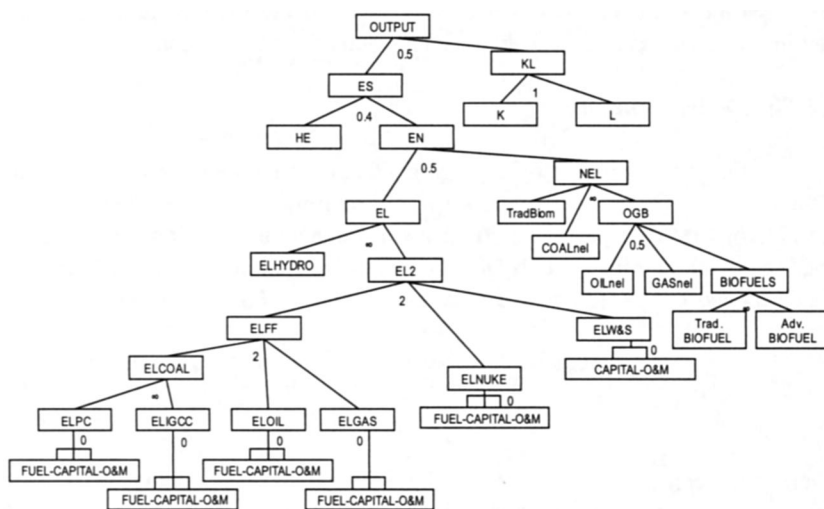 OUTPUT
0.5
KL
ES
1
HE
0.4
EN
K
L
0.5
NEL
EL
TradBiom
∞
OGB
ELHYDRO
∞
COALnel
0.5
EL2
OILnel
GASnel
BIOFUELS
2
ELFF
ELW&S
Trad.
BIOFUEL
∞
Adv.
BIOFUEL
ELCOAL
2
0
ELNUKE
CAPITAL-O&M
∞
0
ELPC
ELIGCC
ELOIL
ELGAS
FUEL-CAPITAL-O&M
0
0
0
0
FUEL-CAPITAL-O&M
FUEL-CAPITAL-O&M
FUEL-CAPITAL-O&M
FUEL-CAPITAL-O&M